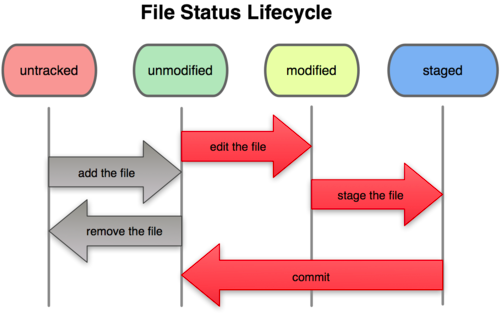 File Status Lifecycle
untracked
unmodified
modified
staged
edit the file
add the file
stage the file
remove the file
commit